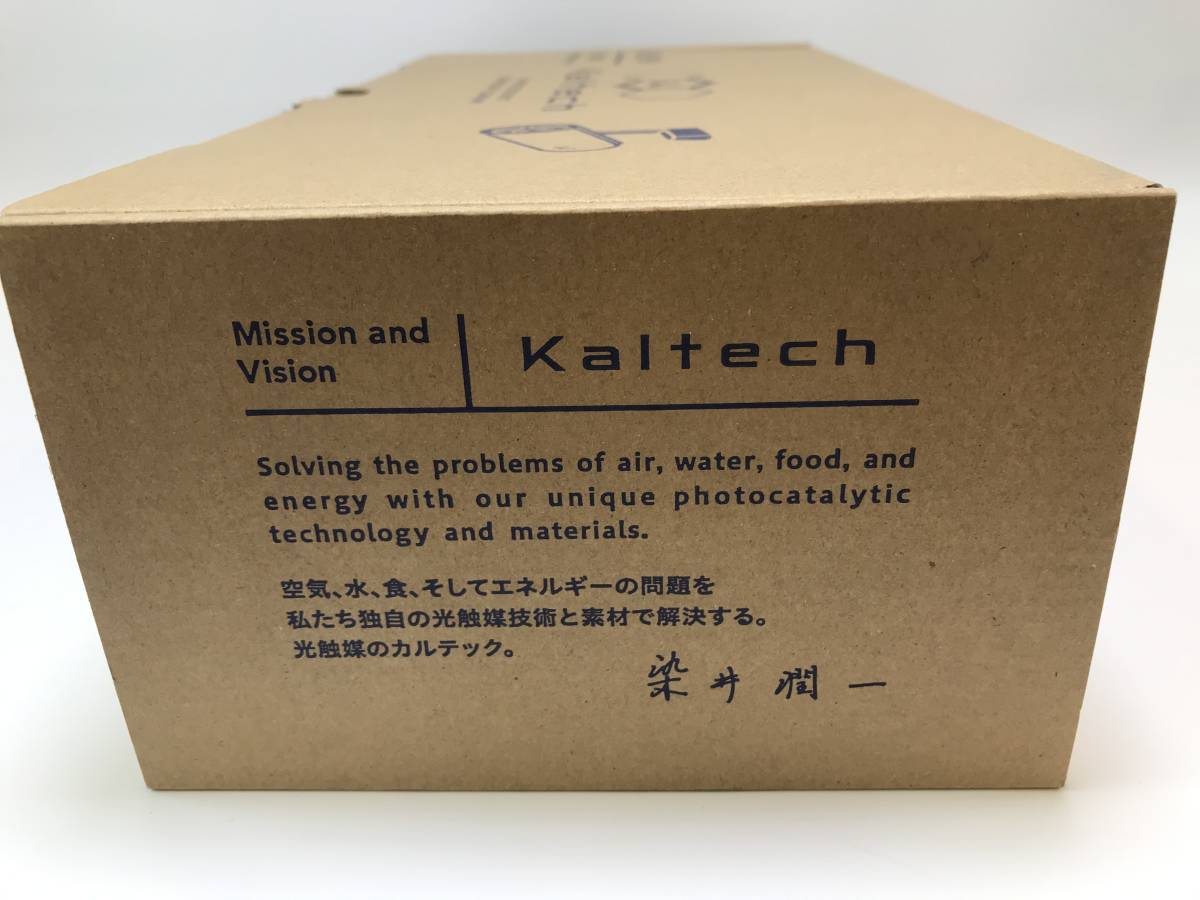 Kaltech
Mission and
Vision
Kaltech
Solving the problems of air, water, food, and
energy with our unique photocatalytic
technology and materials.
空気、水、食、そしてエネルギーの問題を
私たち独自の光触媒技術と素材で解決する。
光触媒のカルテック。
染井潤一